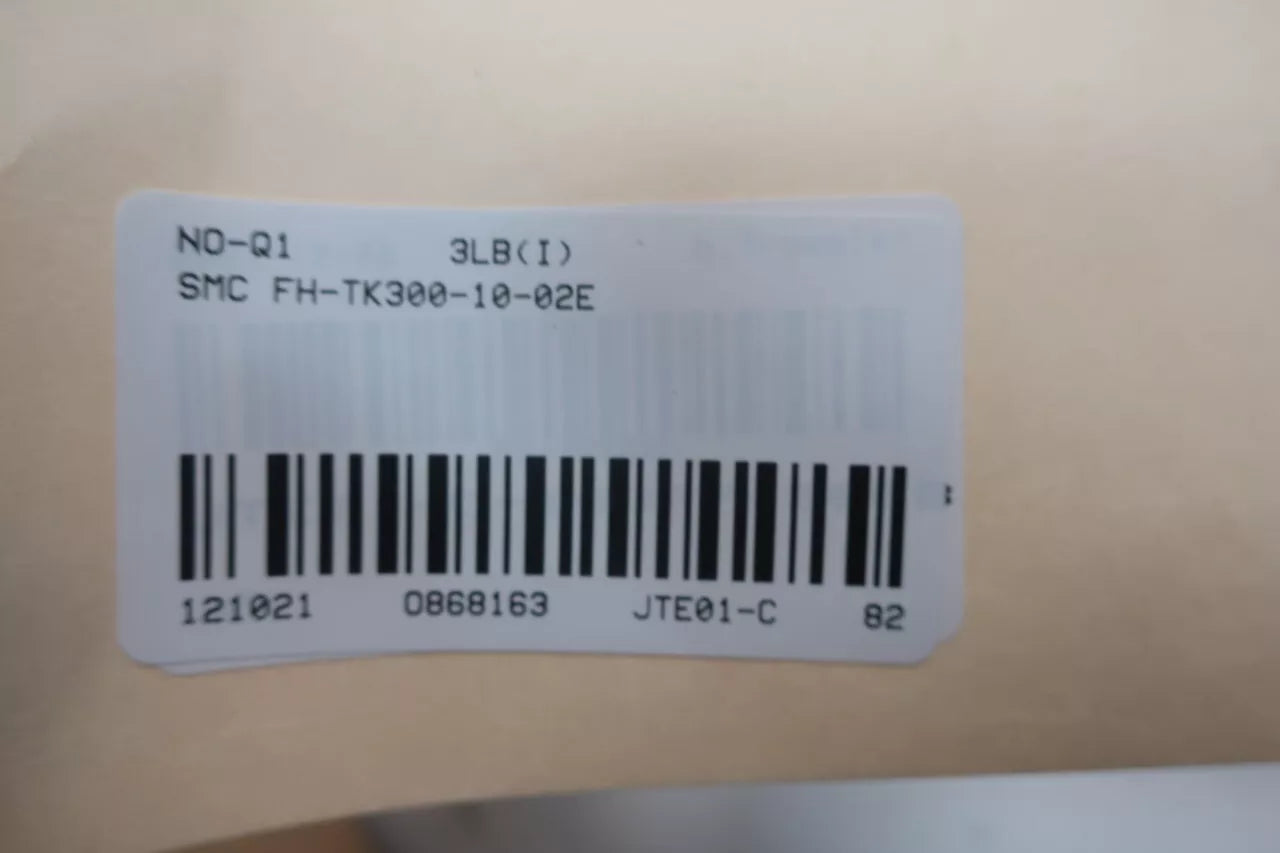 NO-Q1 3LB(I)
SMC FH-TK300-10-02E
121021 0868163 JTE01-C 82